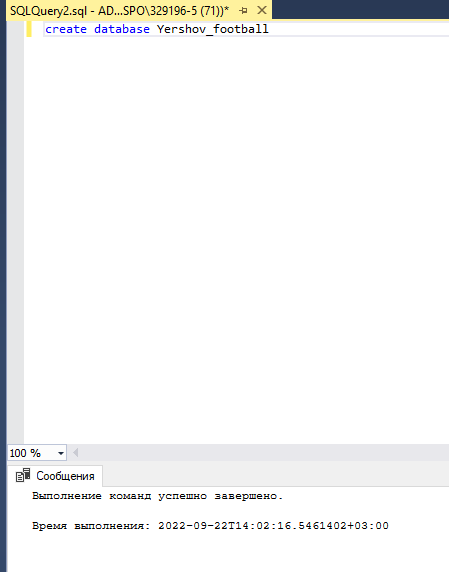 SQLQuery2.sql - AD...SPO\329196-5 (71))*
create database Yershov_football
100 %
Сообщения
Выполнение команд успешно завершено.
Время выполнения: 2022-09-22T14:02:16.5461402+03:00